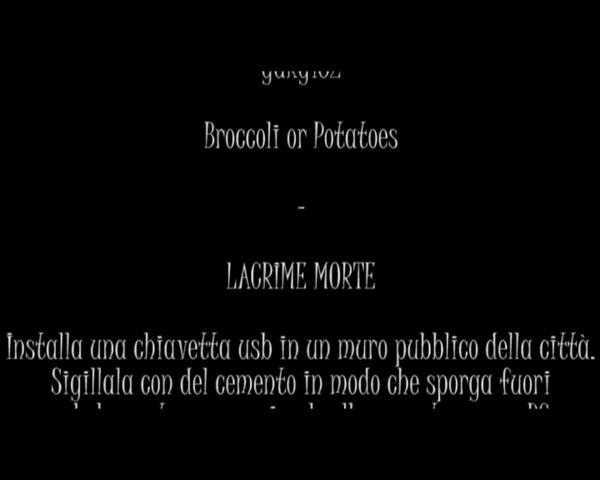 Broccoli or Potatoes
-
LACRIME MORTE
Installa una chiavetta usb in un muro pubblico della città.
Sigillala con del cemento in modo che sporga fuori